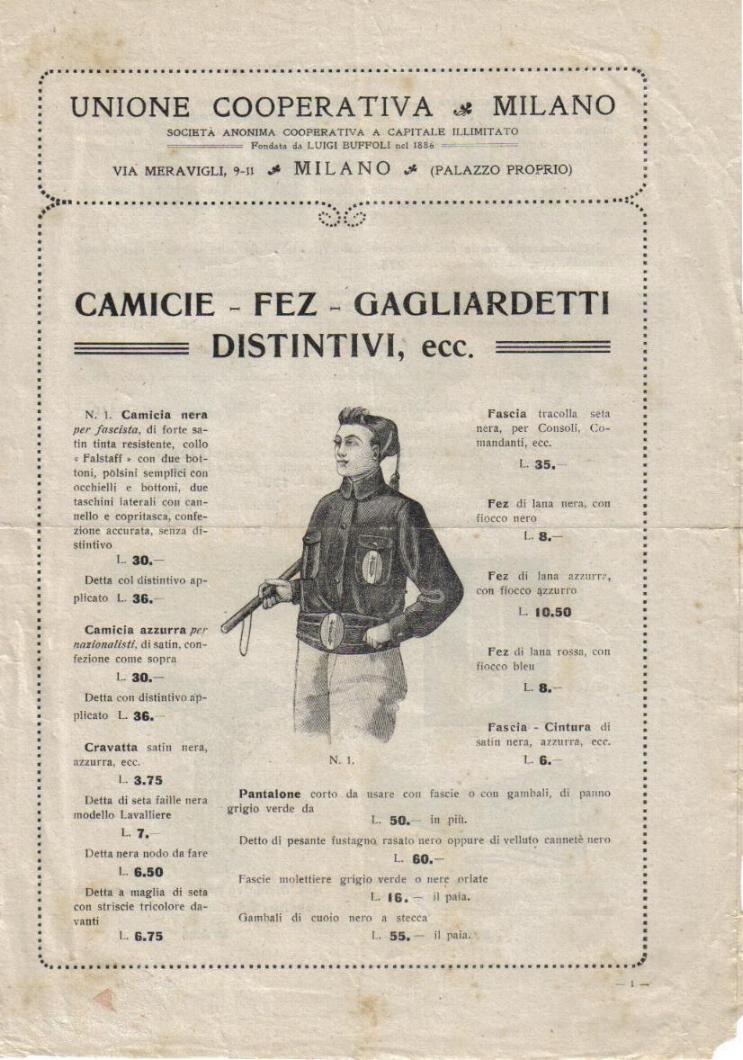 UNIONE COOPERATIVA MILANO
SOCIETÀ ANONIMA COOPERATIVA A CAPITALE ILLIMITATO
Fondata da LUIGI BUFFOLI nel 1886
VIA MERAVIGLI, 9-11 MILANO (PALAZZO PROPRIO)
CAMICIE - FEZ - GAGLIARDETTI
DISTINTIVI, ecc.
N. 1. Camicia nera
per fascista, di forte sa-
tin tinta resistente, collo
« Falstaff » con due bot-
toni, polsini semplici con
occhielli e bottoni, due
taschini laterali con can-
nello e copritasca, confe-
zione accurata, senza di-
stintivo
L. 30.—
Detta col distintivo ap-
plicato L. 36.—
Camicia azzurra per
nazionalisti, di satin, con-
fezione come sopra
L. 30.—
Detta con distintivo ap-
plicato L. 36.—
Cravatta satin nera,
azzurra, ecc.
L. 3.75
Detta di seta faille nera
modello Lavalliere
L. 7.—
Detta nera nodo da fare
L. 6.50
Detta a maglia di seta
con striscie tricolore da-
vanti
L. 6.75
N. 1.
Fascia tracolla seta
nera, per Consoli, Co-
mandanti, ecc.
L. 35.—
Fez di lana nera, con
fiocco nero
L. 8.—
Fez di lana azzurra,
con fiocco azzurro
L. 10.50
Fez di lana rossa, con
fiocco bleu
L. 8.—
Fascia - Cintura di
satin nera, azzurra, ecc.
L. 6.—
Pantalone corto da usare con fascie o con gambali, di panno
grigio verde da
L. 50.— in più.
Detto di pesante fustagno rasato nero oppure di velluto cannetè nero
L. 60.—
Fascie molettiere grigio verde o nere orlate
L. 16.— il paia.
Gambali di cuoio nero a stecca
L. 55.— il paia.
— 1 —